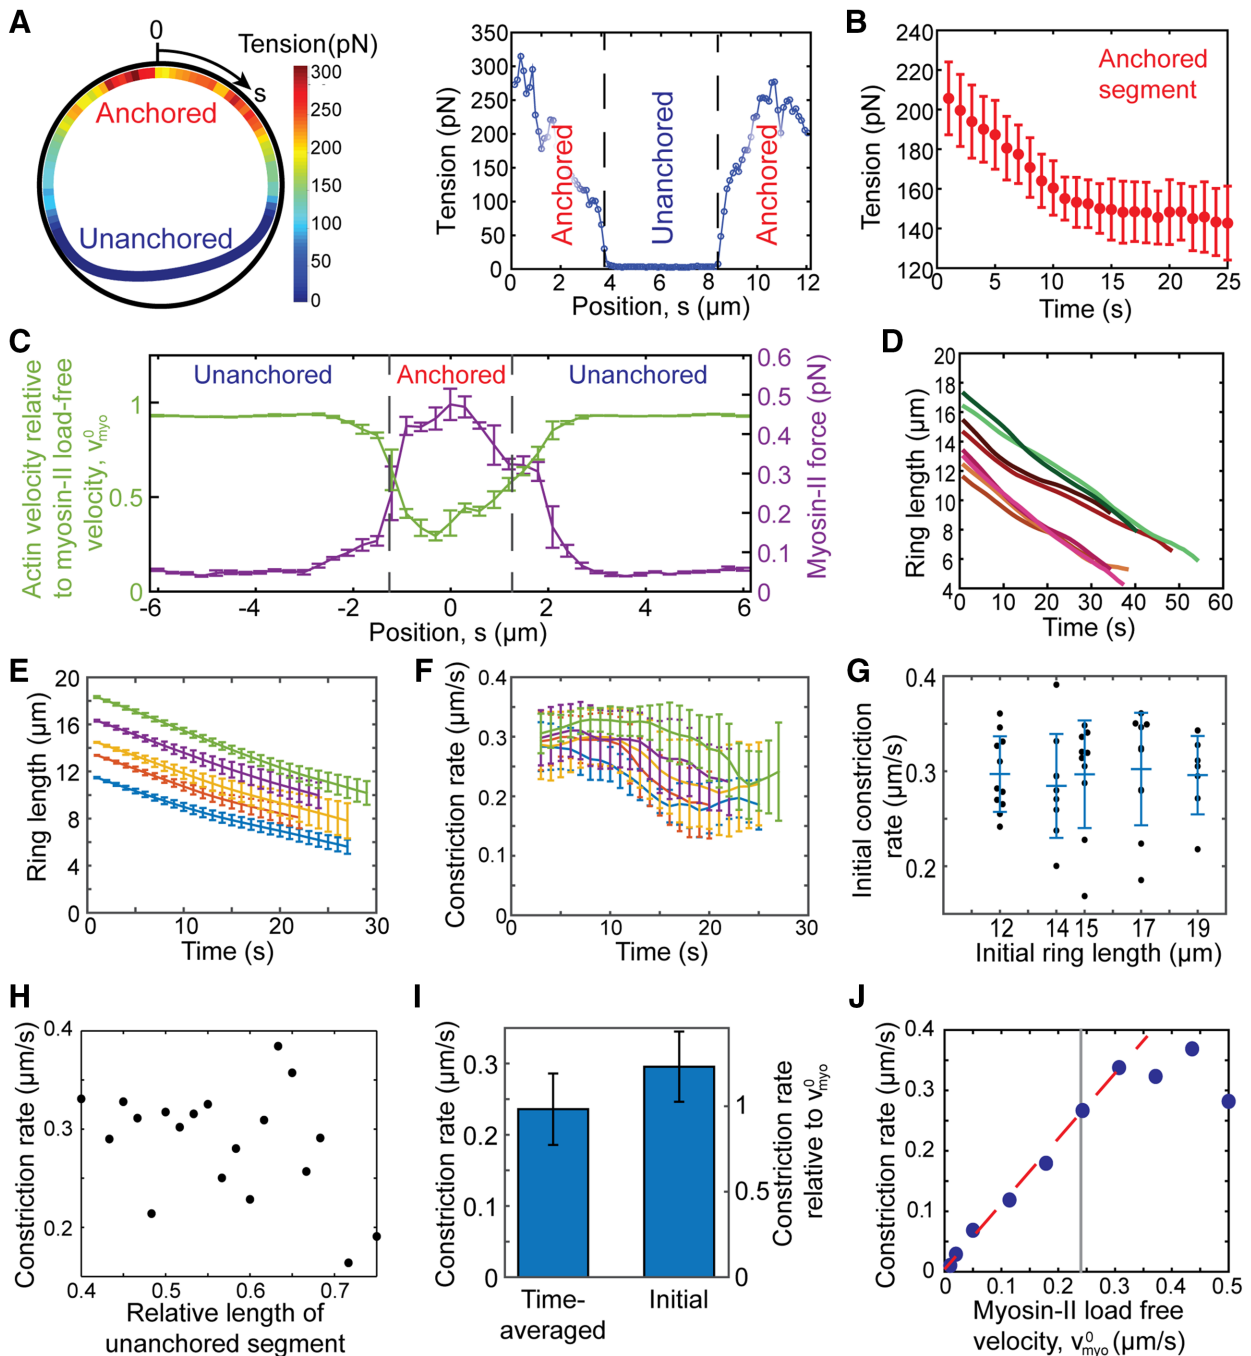 A
0
Tension(pN)
s
Anchored
Unanchored
300
250
200
150
100
50
0
Tension (pN)
350
300
250
200
150
100
50
0
Anchored
Unanchored
Anchored
0
2
4
6
8
10
12
Position, s (µm)
B
Tension (pN)
240
220
200
180
160
140
120
Anchored
segment
0
5
10
15
20
25
Time (s)
C
Actin velocity relative
to myosin-II load-free
velocity, v⁰myo
1
0.5
0
Unanchored
Anchored
Unanchored
0.6
0.5
0.4
0.3
0.2
0.1
0
Myosin-II force (pN)
-6
-4
-2
0
2
4
6
Position, s (µm)
D
Ring length (µm)
20
18
16
14
12
10
8
6
4
0
10
20
30
40
50
60
Time (s)
E
Ring length (µm)
20
16
12
8
4
0
0
10
20
30
Time (s)
F
Constriction rate (µm/s)
0.4
0.3
0.2
0.1
0
0
10
20
30
Time (s)
G
Initial constriction
rate (µm/s)
0.4
0.3
0.2
12
14
15
17
19
Initial ring length (µm)
H
Constriction rate (µm/s)
0.4
0.3
0.2
0.4
0.5
0.6
0.7
Relative length of
unanchored segment
I
Constriction rate (µm/s)
0.3
0.2
0.1
0
1
0.5
0
Constriction rate
relative to v⁰myo
Time-
averaged
Initial
J
Constriction rate (µm/s)
0.4
0.3
0.2
0.1
0
0
0.1
0.2
0.3
0.4
0.5
Myosin-II load free
velocity, v⁰myo (µm/s)